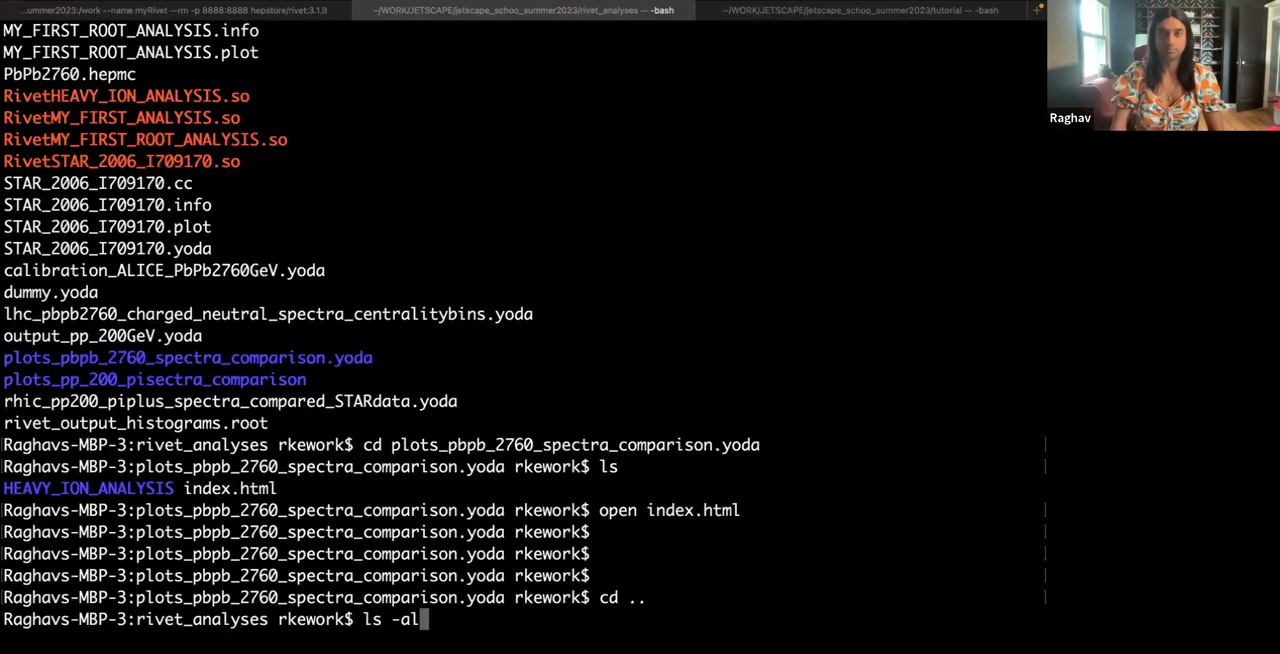 ...ummer2023:/work --name myRivet --rm -p 8888:8888 hepstore/rivet:3.1.8 ~/WORK/JETSCAPE/jetscape_schoo_summer2023/rivet_analyses — -bash ~/WORK/JETSCAPE/jetscape_schoo_summer2023/tutorial — -bash +
MY_FIRST_ROOT_ANALYSIS.info
MY_FIRST_ROOT_ANALYSIS.plot
PbPb2760.hepmc
RivetHEAVY_ION_ANALYSIS.so
RivetMY_FIRST_ANALYSIS.so
Raghav
RivetMY_FIRST_ROOT_ANALYSIS.so
RivetSTAR_2006_I709170.so
STAR_2006_I709170.cc
STAR_2006_I709170.info
STAR_2006_I709170.plot
STAR_2006_I709170.yoda
calibration_ALICE_PbPb2760GeV.yoda
dummy.yoda
lhc_pbpb2760_charged_neutral_spectra_centralitybins.yoda
output_pp_200GeV.yoda
plots_pbpb_2760_spectra_comparison.yoda
plots_pp_200_pisectra_comparison
rhic_pp200_piplus_spectra_compared_STARdata.yoda
rivet_output_histograms.root
Raghavs-MBP-3:rivet_analyses rkework$ cd plots_pbpb_2760_spectra_comparison.yoda
Raghavs-MBP-3:plots_pbpb_2760_spectra_comparison.yoda rkework$ ls
HEAVY_ION_ANALYSIS index.html
Raghavs-MBP-3:plots_pbpb_2760_spectra_comparison.yoda rkework$ open index.html
Raghavs-MBP-3:plots_pbpb_2760_spectra_comparison.yoda rkework$
Raghavs-MBP-3:plots_pbpb_2760_spectra_comparison.yoda rkework$
Raghavs-MBP-3:plots_pbpb_2760_spectra_comparison.yoda rkework$
Raghavs-MBP-3:plots_pbpb_2760_spectra_comparison.yoda rkework$ cd ..
Raghavs-MBP-3:rivet_analyses rkework$ ls -al